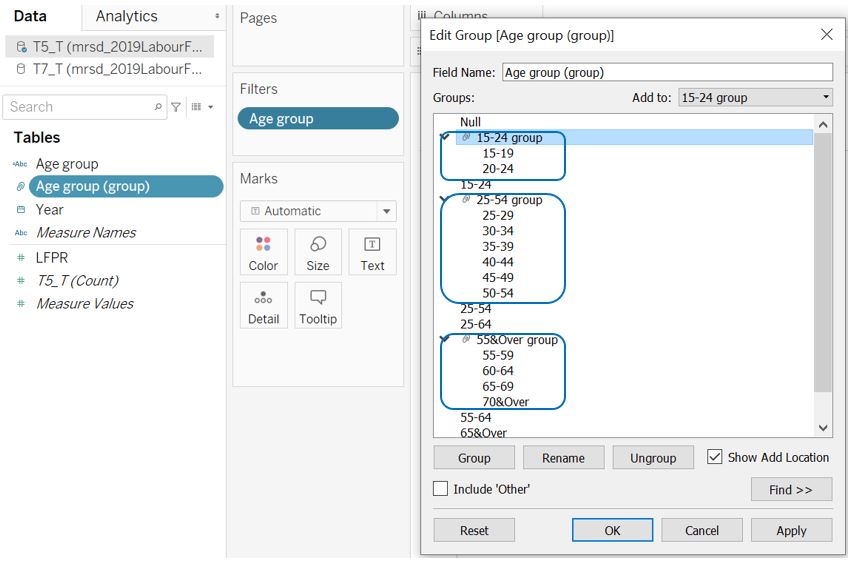 Data
Analytics
T5_T (mrsd_2019LabourF...
T7_T (mrsd_2019LabourF...
Search
Tables
Abc Age group
Age group (group)
Year
Abc Measure Names
# LFPR
# T5_T (Count)
# Measure Values
Pages
Filters
Age group
Marks
Automatic
Color
Size
Text
Detail
Tooltip
iii Columns
Edit Group [Age group (group)]
Field Name: Age group (group)
Groups:
Add to: 15-24 group
Null
15-24 group
15-19
20-24
15-24
25-54 group
25-29
30-34
35-39
40-44
45-49
50-54
25-54
25-64
55&Over group
55-59
60-64
65-69
70&Over
55-64
65&Over
Group
Rename
Ungroup
Show Add Location
Include 'Other'
Find >>
Reset
OK
Cancel
Apply